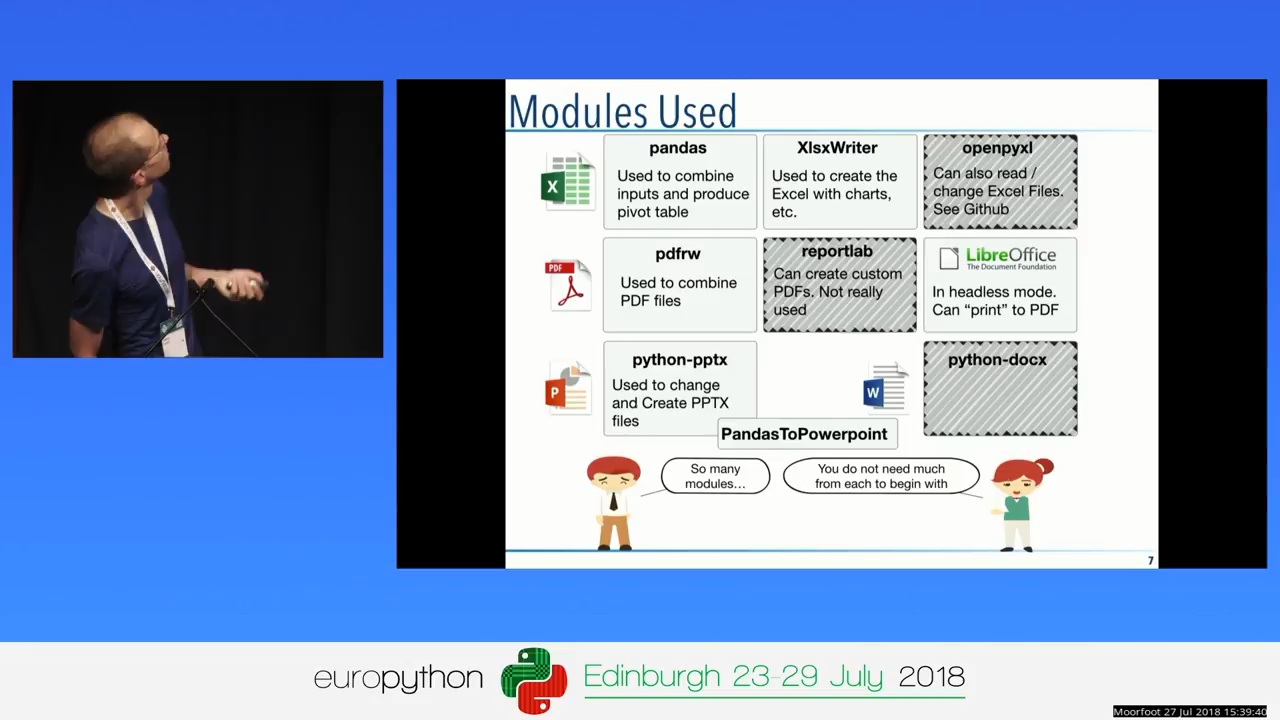 Modules Used
pandas
Used to combine
inputs and produce
pivot table
XlsxWriter
Used to create the
Excel with charts,
etc.
openpyxl
Can also read /
change Excel Files.
See Github
X
PDF
pdfrw
Used to combine
PDF files
reportlab
Can create custom
PDFs. Not really
used
LibreOffice
The Document Foundation
In headless mode.
Can “print” to PDF
P
python-pptx
Used to change
and Create PPTX
files
W
python-docx
PandasToPowerpoint
So many
modules…
You do not need much
from each to begin with
7
europython
Edinburgh 23-29 July 2018
Moorfoot 27 Jul 2018 15:39:40